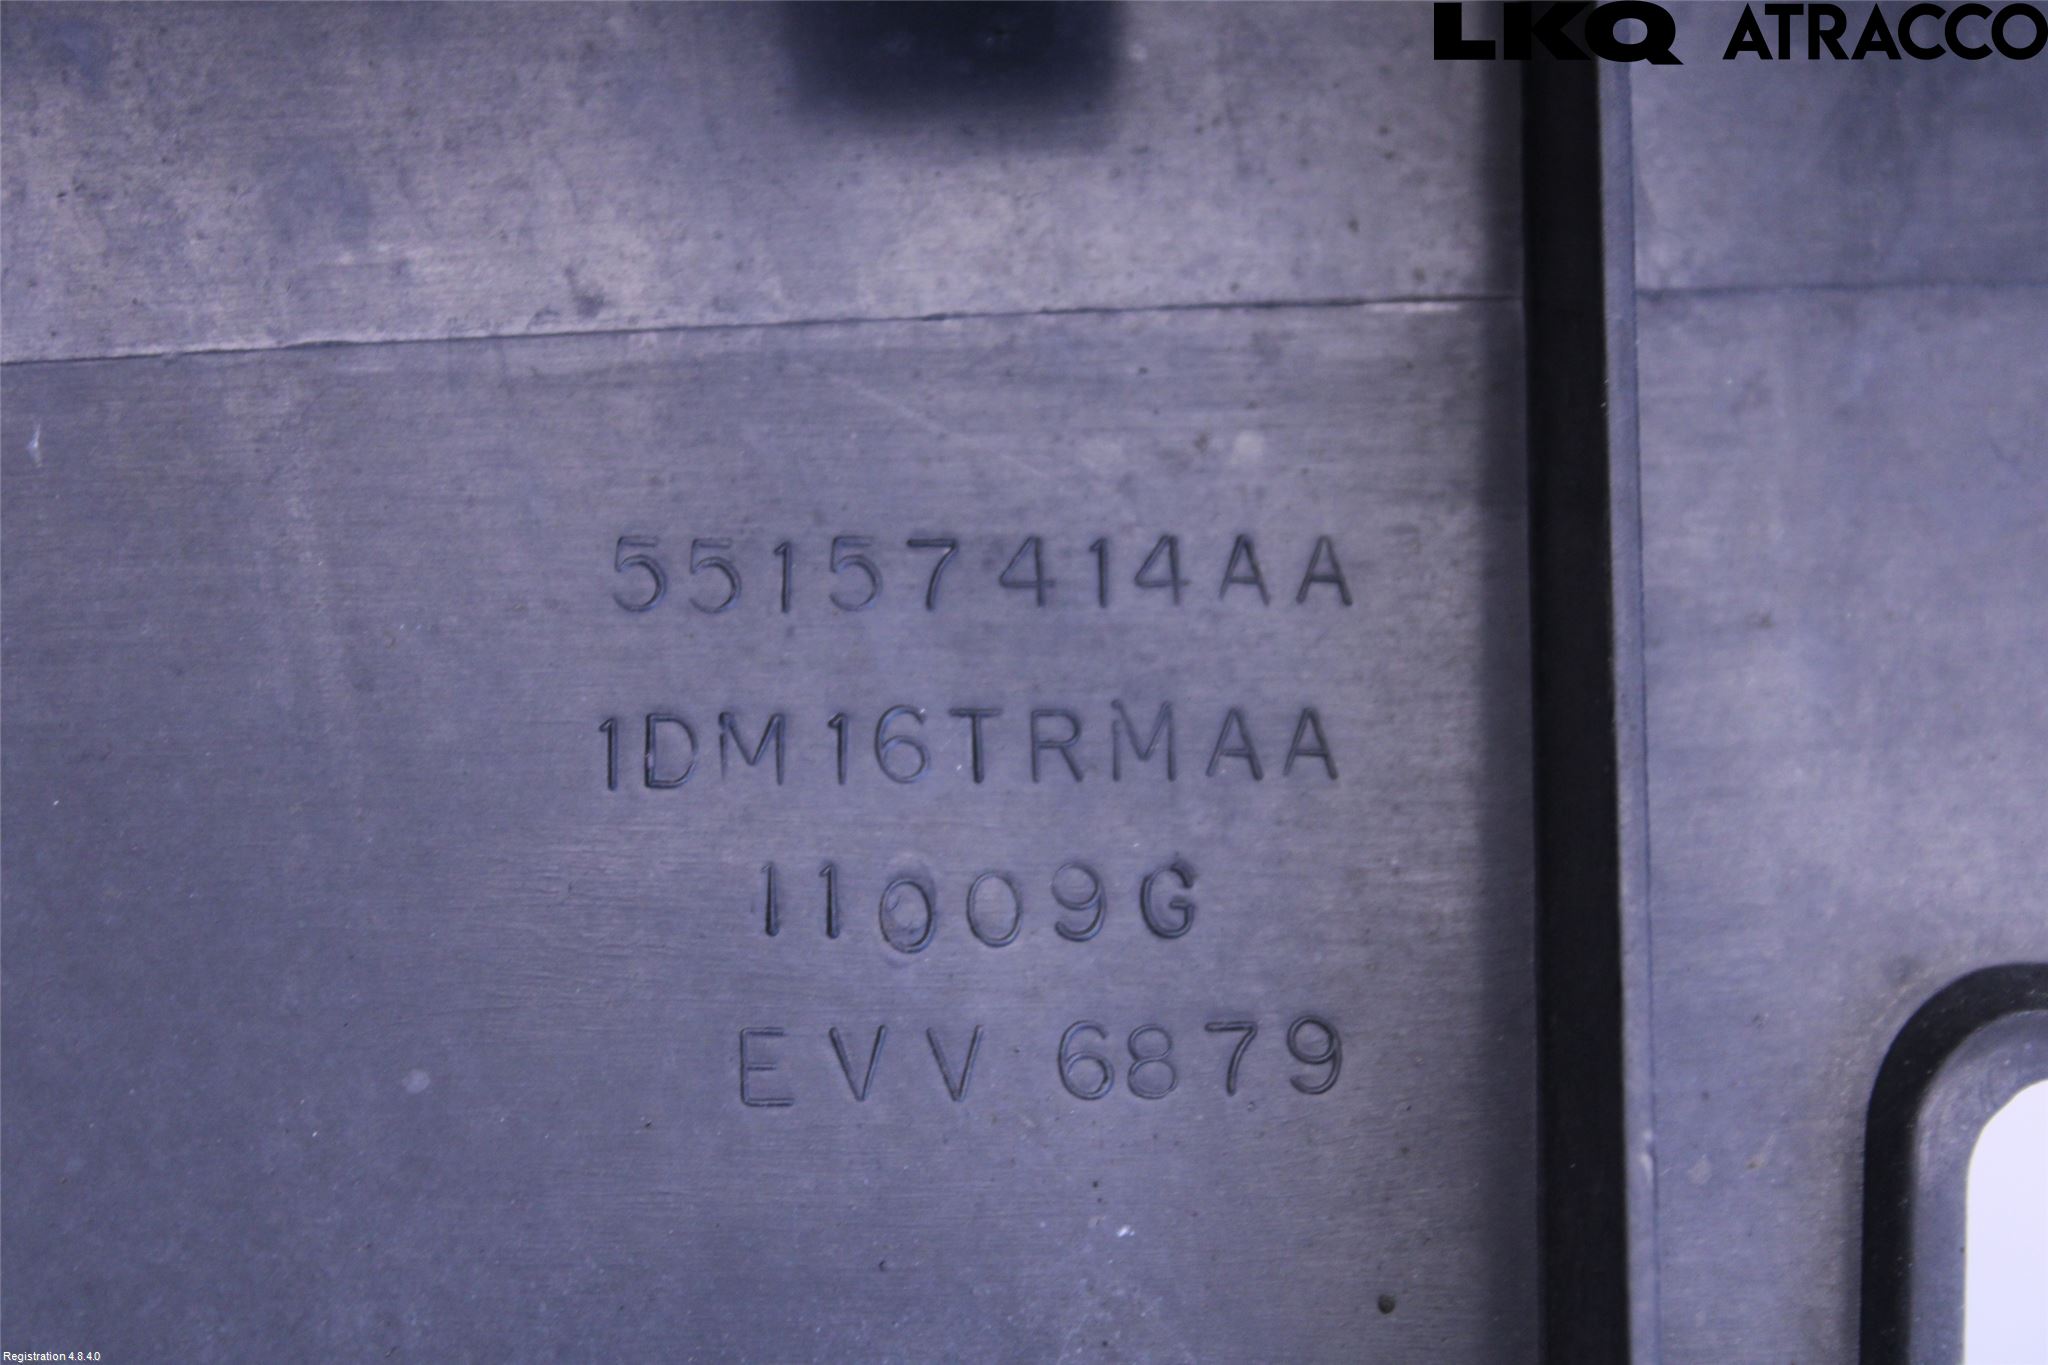 LKQ ATRACCO
55157414AA
1DM16TRMAA
11009G
EVV 6879
Registration 4.8.4.0